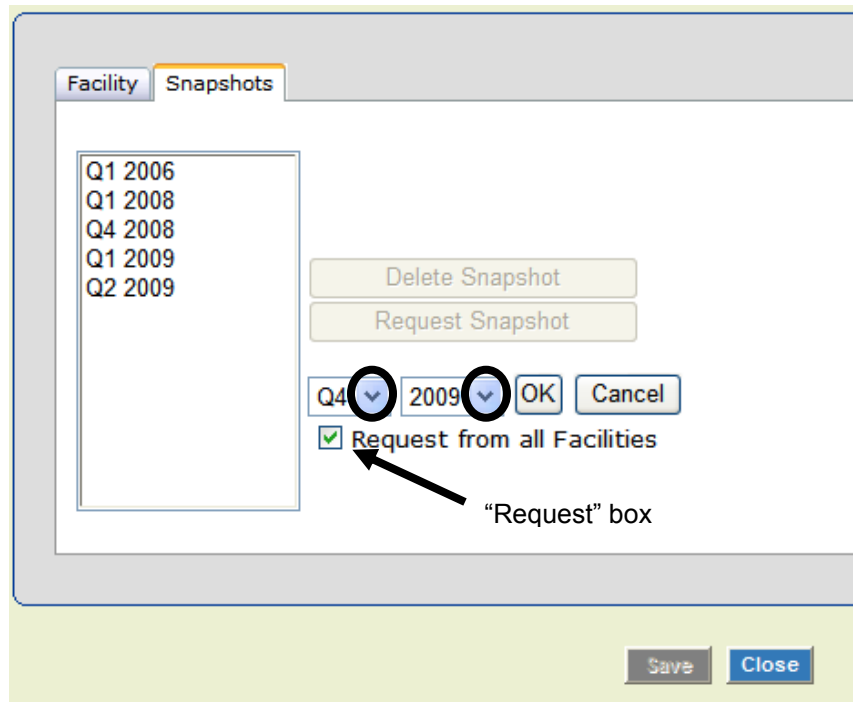 Facility Snapshots
Q1 2006
Q1 2008
Q4 2008
Q1 2009
Q2 2009
Delete Snapshot
Request Snapshot
Q4 2009 OK Cancel
Request from all Facilities
“Request” box
Save Close